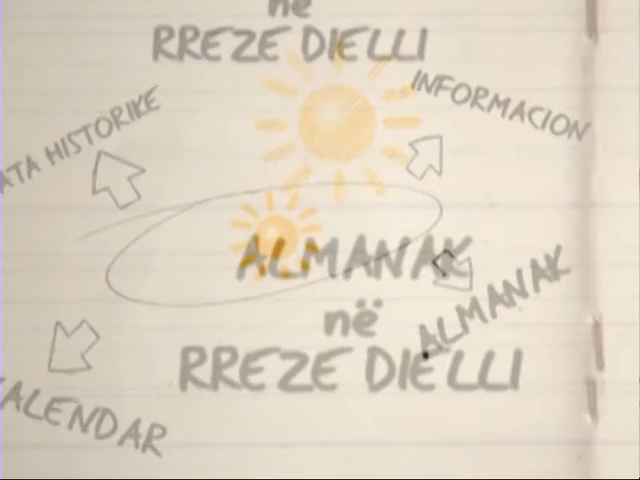 në
RREZE DIELLI
INFORMACION
ATA HISTORIKE
ALMANAK
ALMANAK
në
RREZE DIELLI
ALENDAR